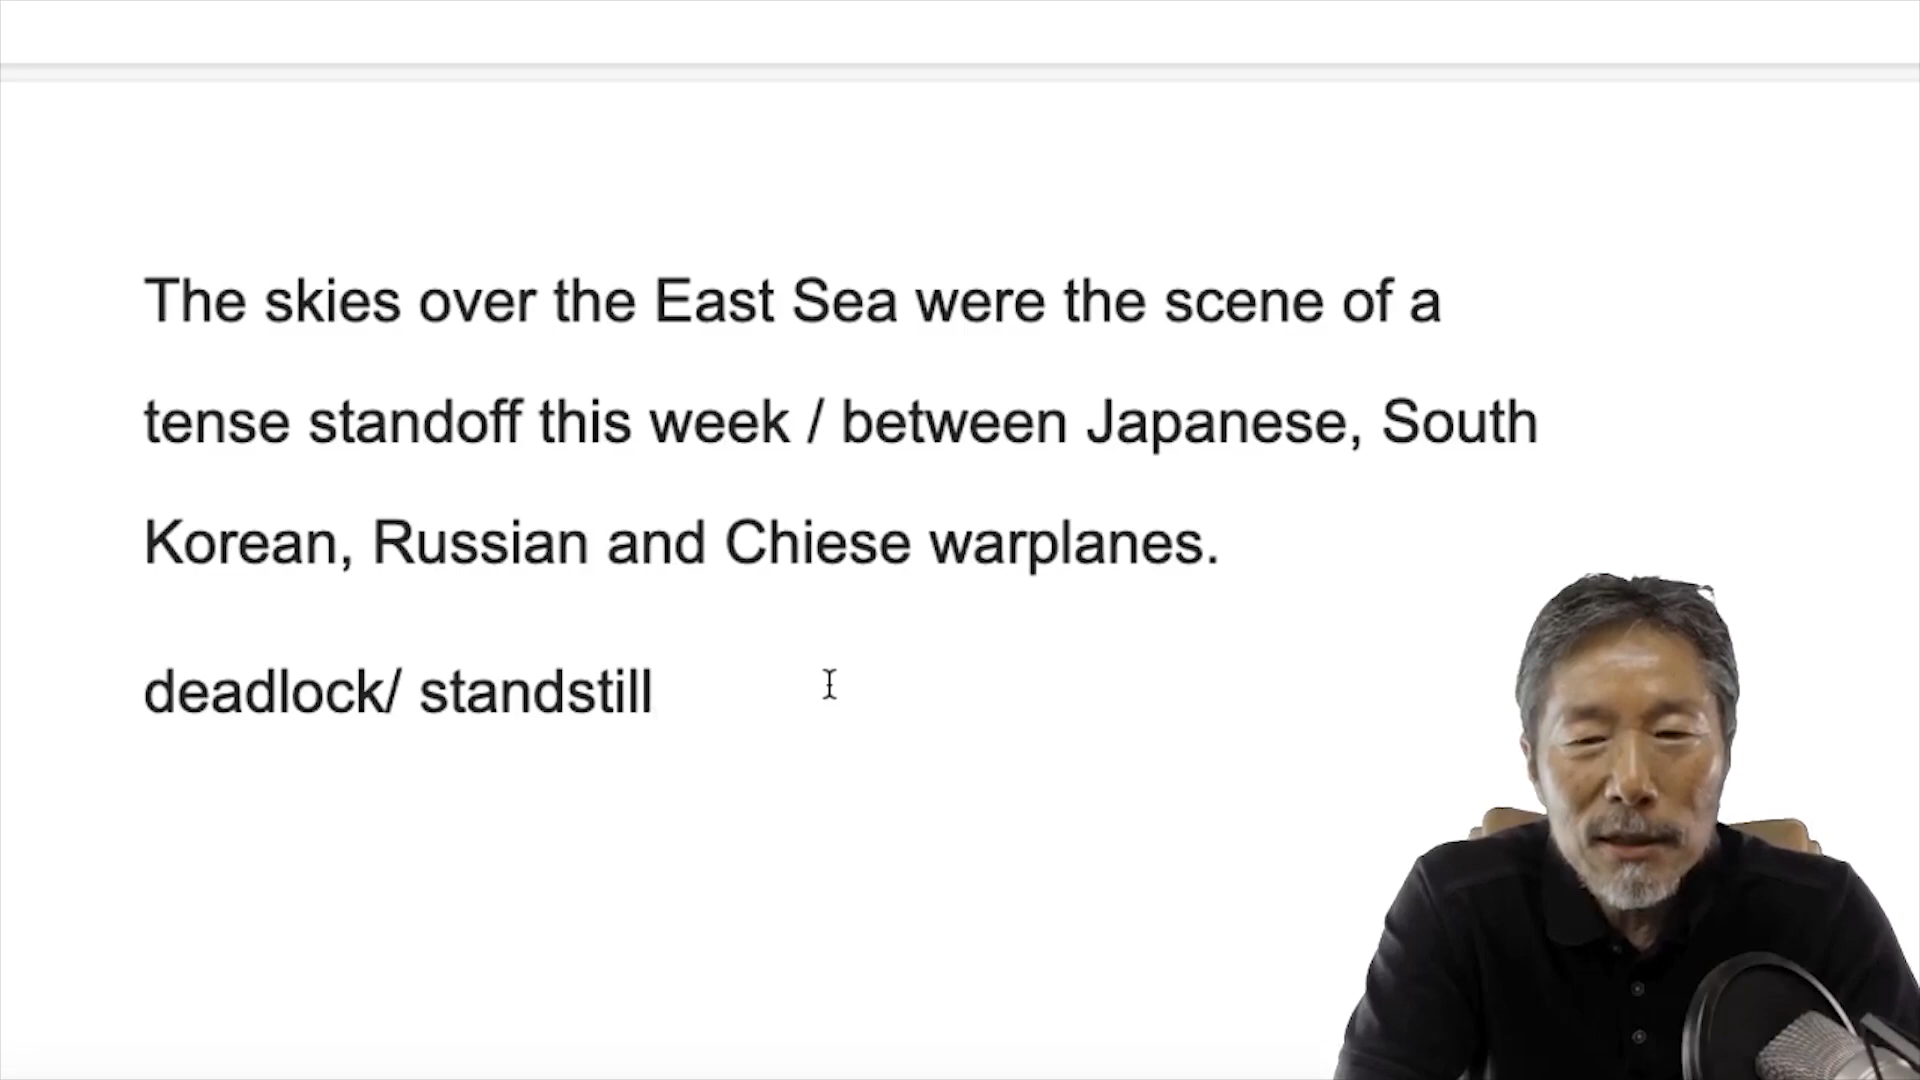 The skies over the East Sea were the scene of a
tense standoff this week / between Japanese, South
Korean, Russian and Chiese warplanes.
deadlock/ standstill